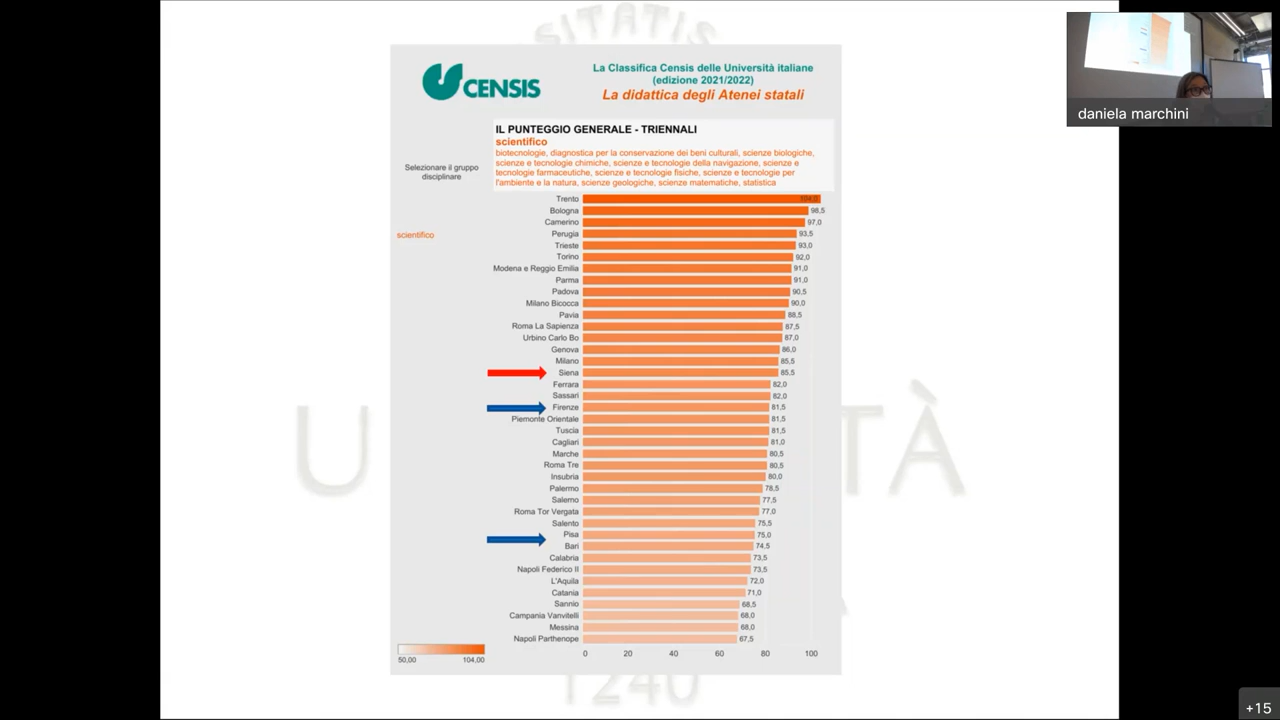 SITATIS
CENSIS
La Classifica Censis delle Università italiane
(edizione 2021/2022)
La didattica degli Atenei statali
daniela marchini
IL PUNTEGGIO GENERALE - TRIENNALI
scientifico
biotecnologie, diagnostica per la conservazione dei beni culturali, scienze biologiche,
scienze e tecnologie chimiche, scienze e tecnologie della navigazione, scienze e
tecnologie farmaceutiche, scienze e tecnologie fisiche, scienze e tecnologie per
l'ambiente e la natura, scienze geologiche, scienze matematiche, statistica
Selezionare il gruppo
disciplinare
scientifico
Trento 104,0
Bologna 98,5
Camerino 97,0
Perugia 93,5
Trieste 93,0
Torino 92,0
Modena e Reggio Emilia 91,0
Parma 91,0
Padova 90,5
Milano Bicocca 90,0
Pavia 88,5
Roma La Sapienza 87,5
Urbino Carlo Bo 87,0
Genova 86,0
Milano 85,5
Siena 85,5
Ferrara 82,0
Sassari 82,0
Firenze 81,5
Piemonte Orientale 81,5
Tuscia 81,5
Cagliari 81,0
Marche 80,5
Roma Tre 80,5
Insubria 80,0
Palermo 78,5
Salerno 77,5
Roma Tor Vergata 77,0
Salento 75,5
Pisa 75,0
Bari 74,5
Calabria 73,5
Napoli Federico II 73,5
L'Aquila 72,0
Catania 71,0
Sannio 68,5
Campania Vanvitelli 68,0
Messina 68,0
Napoli Parthenope 67,5
0 20 40 60 80 100
50,00 104,00
1240
+15